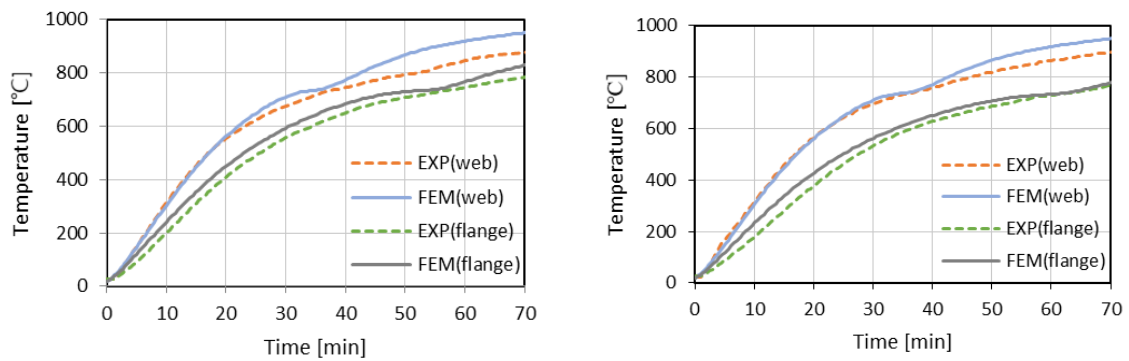 1000
800
600
400
200
0
Temperature [℃]
0 10 20 30 40 50 60 70
Time [min]
EXP(web)
FEM(web)
EXP(flange)
FEM(flange)
1000
800
600
400
200
0
Temperature [℃]
0 10 20 30 40 50 60 70
Time [min]
EXP(web)
FEM(web)
EXP(flange)
FEM(flange)